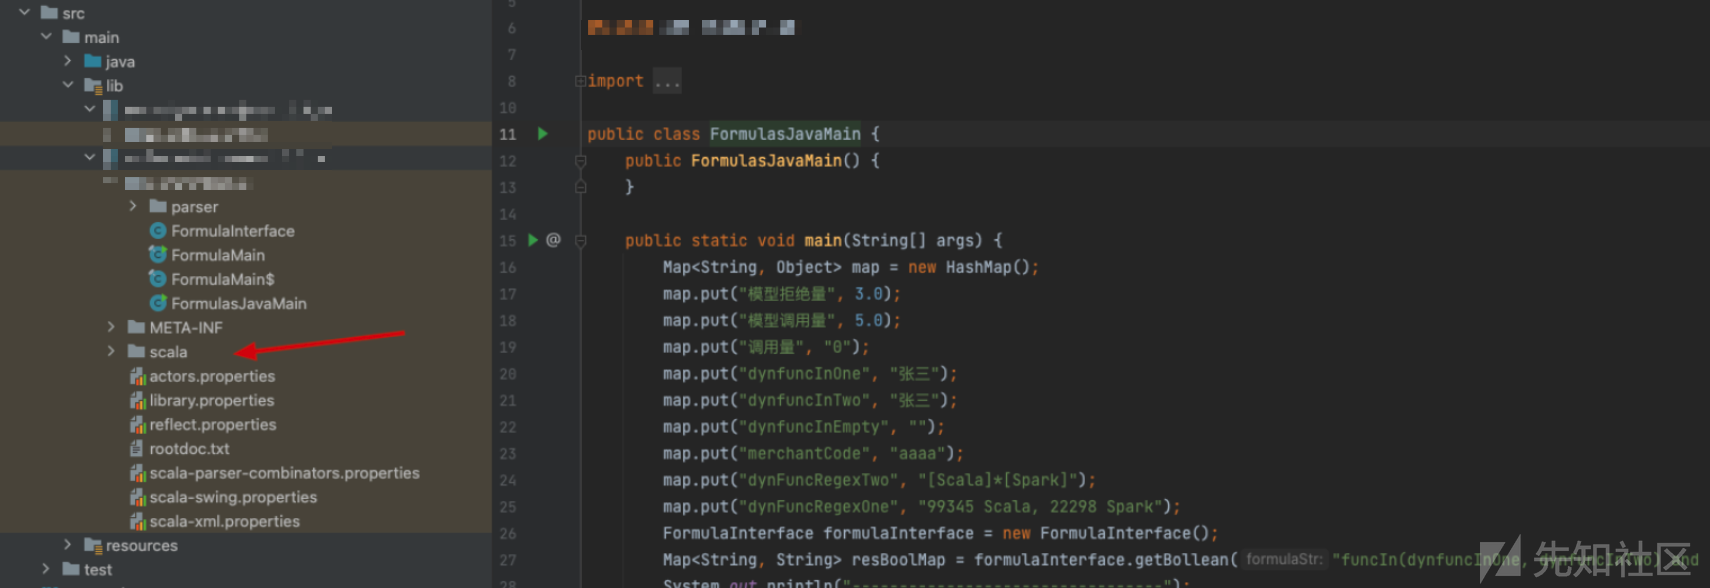 src
main
java
lib
parser
FormulaInterface
FormulaMain
FormulaMain$
FormulasJavaMain
META-INF
scala
actors.properties
library.properties
reflect.properties
rootdoc.txt
scala-parser-combinators.properties
scala-swing.properties
scala-xml.properties
resources
test
5
6
7
8 import ...
10
11 public class FormulasJavaMain {
12 public FormulasJavaMain() {
13 }
14
15 @ public static void main(String[] args) {
16 Map<String, Object> map = new HashMap();
17 map.put("模型拒绝量", 3.0);
18 map.put("模型调用量", 5.0);
19 map.put("调用量", "0");
20 map.put("dynfuncInOne", "张三");
21 map.put("dynfuncInTwo", "张三");
22 map.put("dynfuncInEmpty", "");
23 map.put("merchantCode", "aaaa");
24 map.put("dynFuncRegexTwo", "[Scala]*[Spark]");
25 map.put("dynFuncRegexOne", "99345 Scala, 22298 Spark");
26 FormulaInterface formulaInterface = new FormulaInterface();
27 Map<String, String> resBoolMap = formulaInterface.getBollean( formulaStr: "funcIn(dynfuncInOne, dynfuncInTwo) and
28 System.out.println("---------------------------------");
先知社区